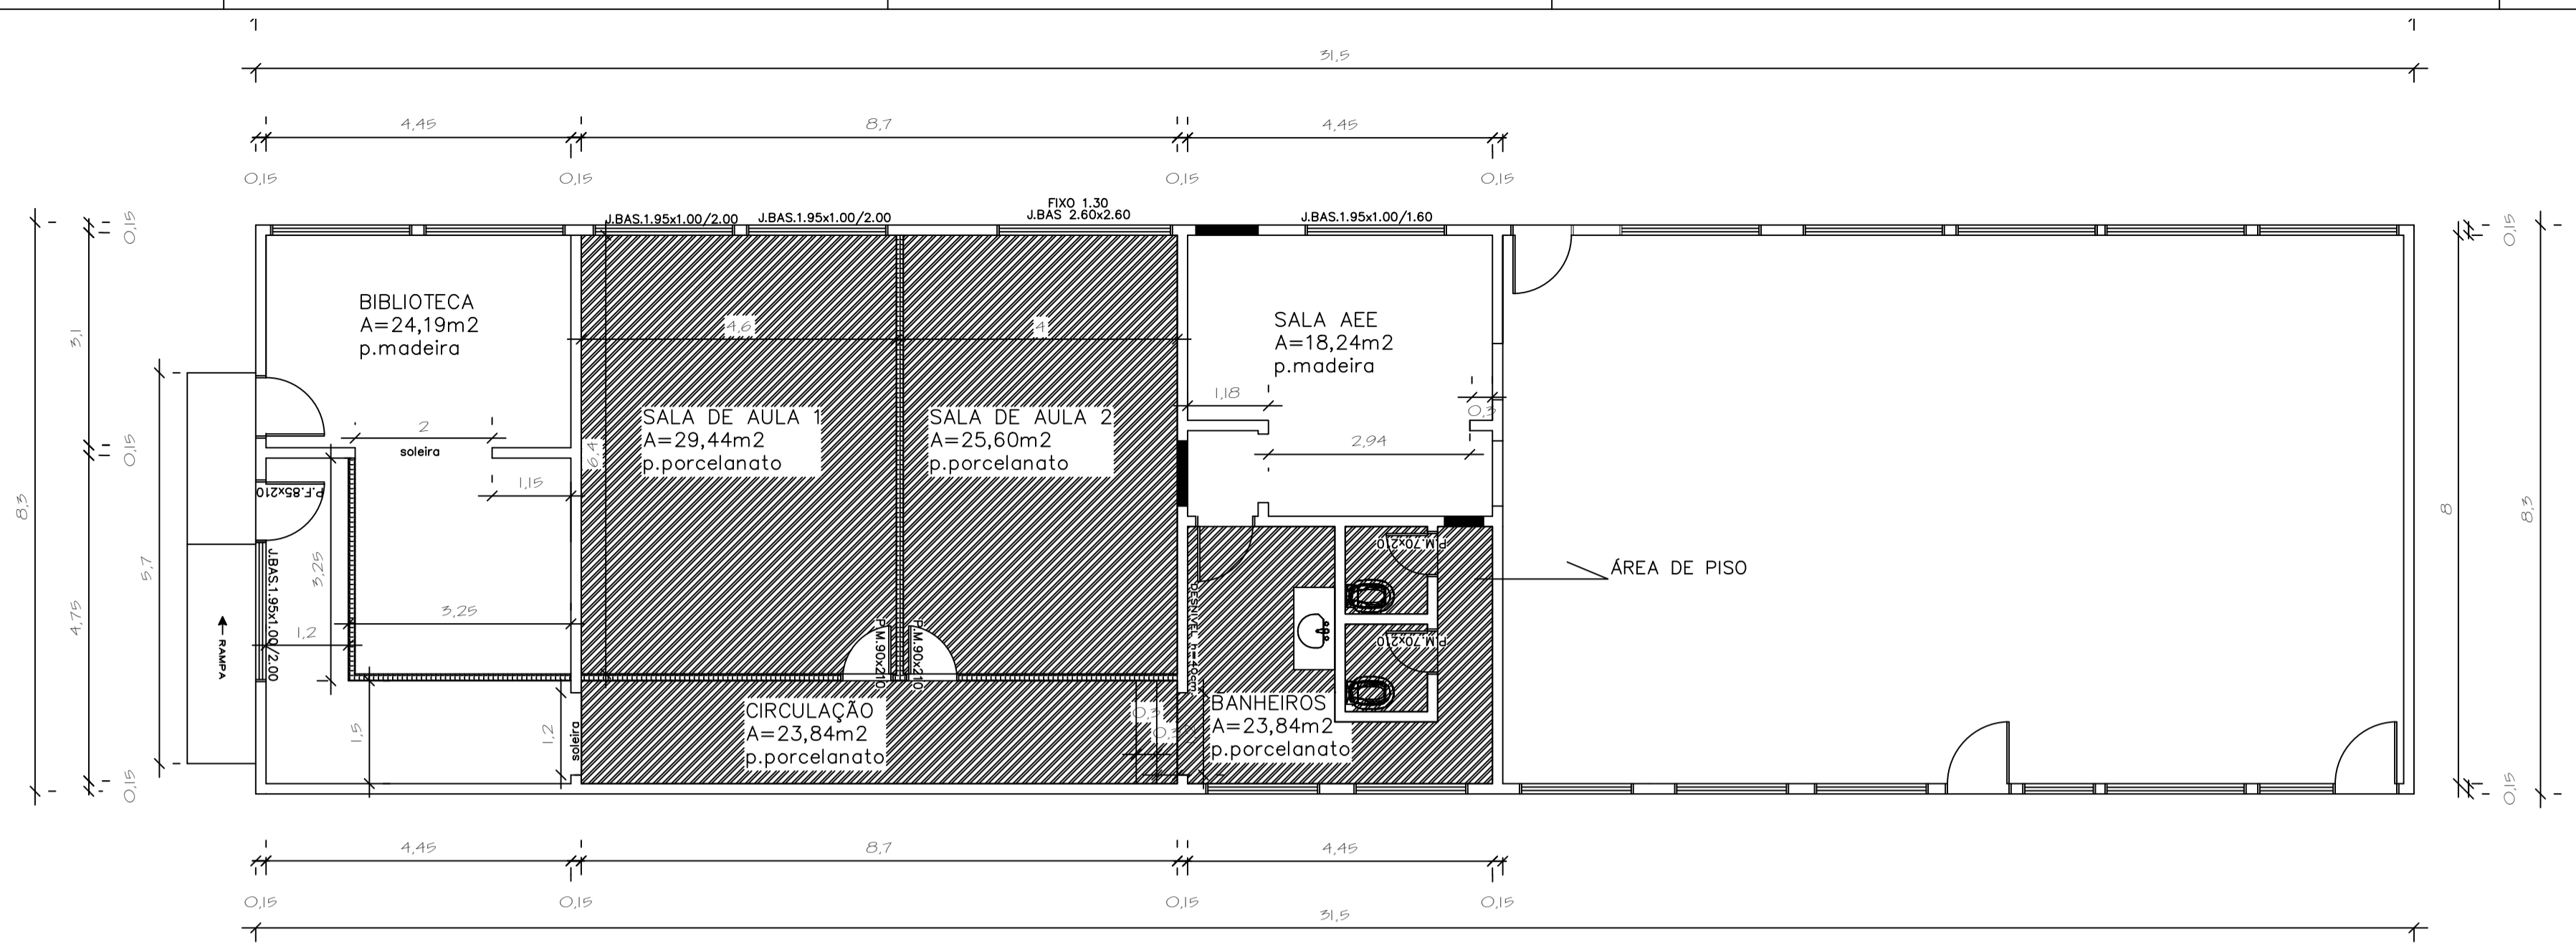 31,5
4,45
8,7
4,45
0,15
0,15
0,15
0,15
FIXO 1.30
J.BAS.1.95x1.00/2.00
J.BAS.1.95x1.00/2.00
J.BAS 2.60x2.60
J.BAS.1.95x1.00/1.60
0,15
0,15
BIBLIOTECA
A=24,19m2
p.madeira
SALA AEE
A=18,24m2
p.madeira
4,6
4
3,1
1,18
0,3
2
soleira
SALA DE AULA 1
A=29,44m2
p.porcelanato
SALA DE AULA 2
A=25,60m2
p.porcelanato
6,4
2,94
0,15
P.F.85x210
1,15
8,3
8
8,3
5,7
3,25
P.M.70x210
ÁREA DE PISO
4,75
J.BAS.1.95x1.00/2.00
3,25
1,2
RAMPA
P.M.90x210
P.M.90x210
DESNIVEL h=40cm
P.M.70x210
1,5
1,2
soleira
CIRCULAÇÃO
A=23,84m2
p.porcelanato
0,3
0,3
BANHEIROS
A=23,84m2
p.porcelanato
0,15
0,15
4,45
8,7
4,45
0,15
0,15
0,15
0,15
31,5